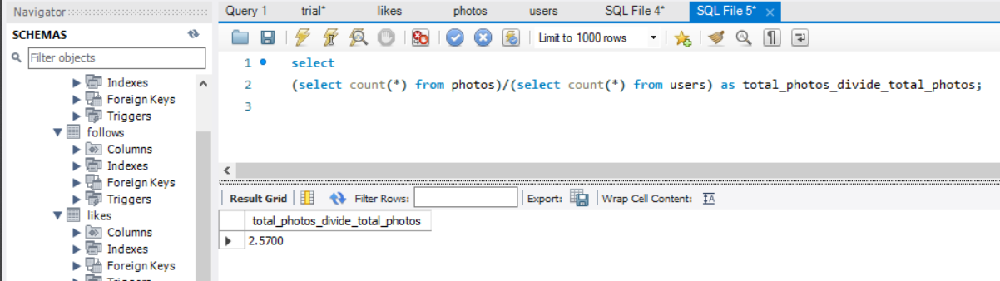 Navigator
SCHEMAS
Filter objects
Indexes
Foreign Keys
Triggers
follows
Columns
Indexes
Foreign Keys
Triggers
likes
Columns
Indexes
Foreign Keys
Triggers
Query 1 trial* likes photos users SQL File 4* SQL File 5*
Limit to 1000 rows
1 select
2 (select count(*) from photos)/(select count(*) from users) as total_photos_divide_total_photos;
3
Result Grid Filter Rows: Export: Wrap Cell Content:
total_photos_divide_total_photos
2.5700